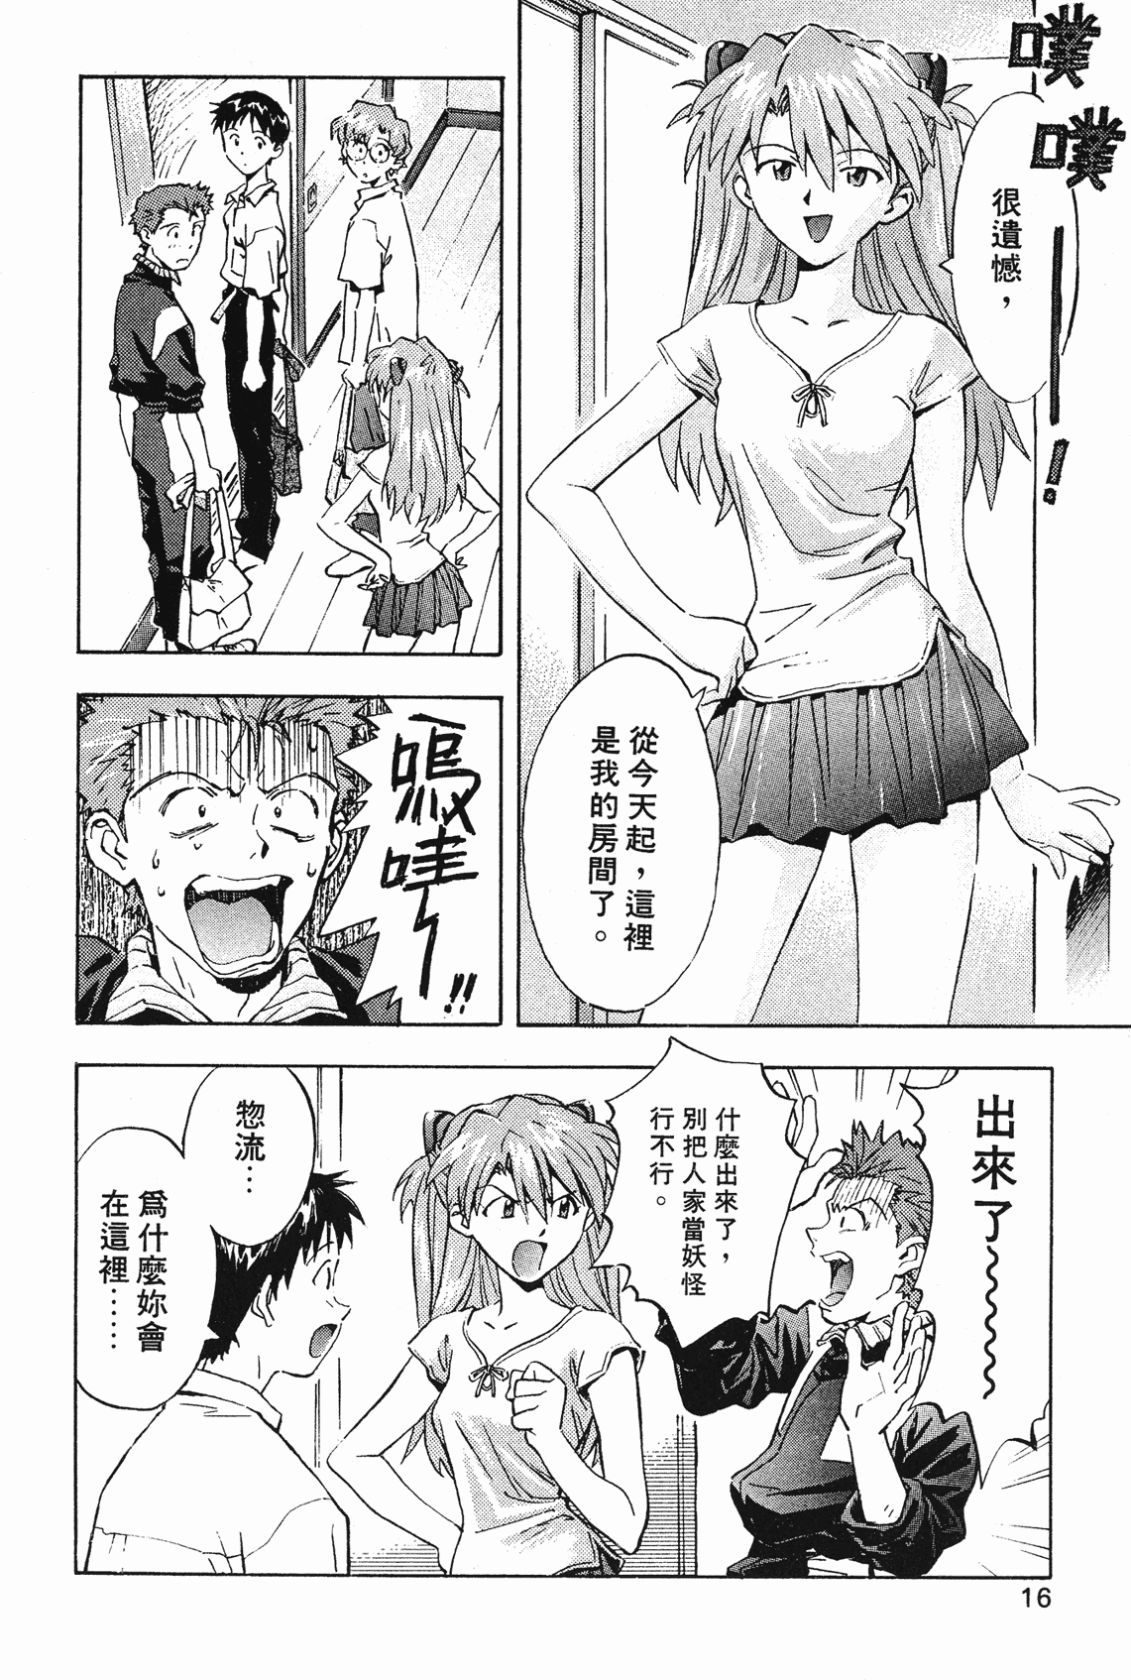 噗
噗
很遺憾，
——！
從今天起，這裡
是我的房間了。
嗚
哇
~!!
出來了~~~~
什麼出來了，
別把人家當妖怪
行不行。
惣流…
爲什麼妳會
在這裡……
16